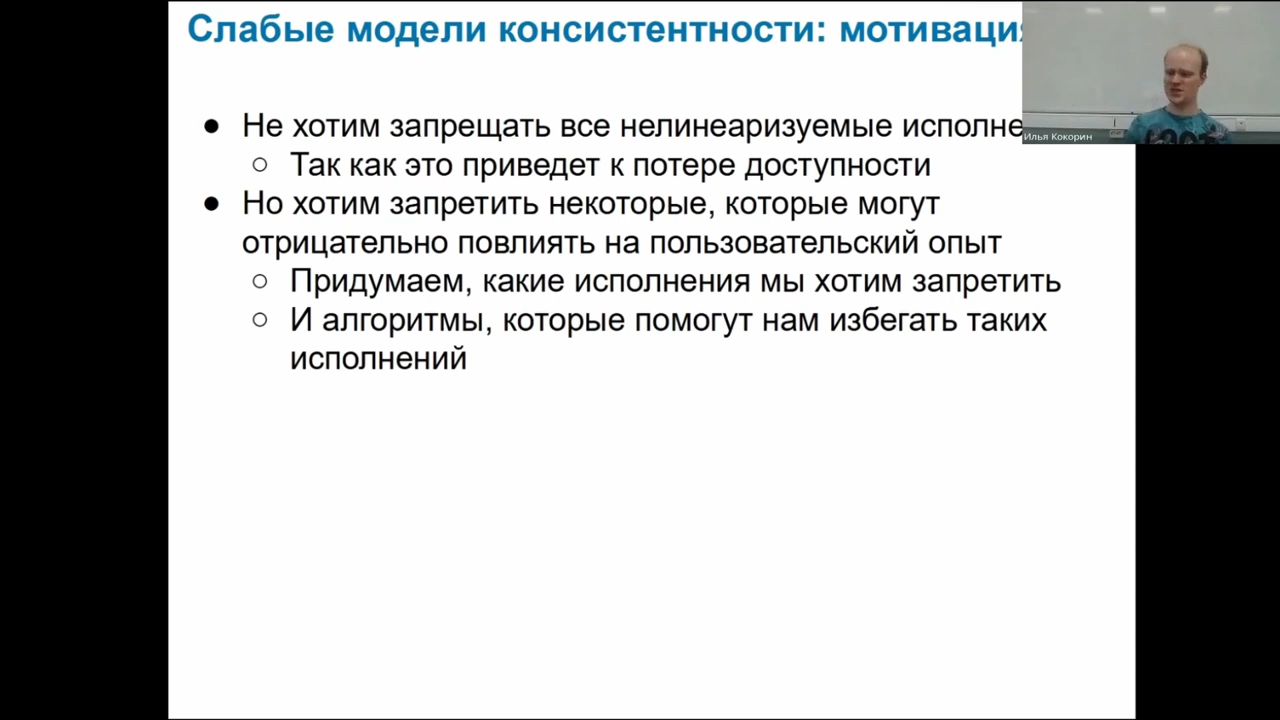 Слабые модели консистентности: мотивация
● Не хотим запрещать все нелинеаризуемые исполне
○ Так как это приведет к потере доступности
● Но хотим запретить некоторые, которые могут
отрицательно повлиять на пользовательский опыт
○ Придумаем, какие исполнения мы хотим запретить
○ И алгоритмы, которые помогут нам избегать таких
исполнений
Илья Кокорин